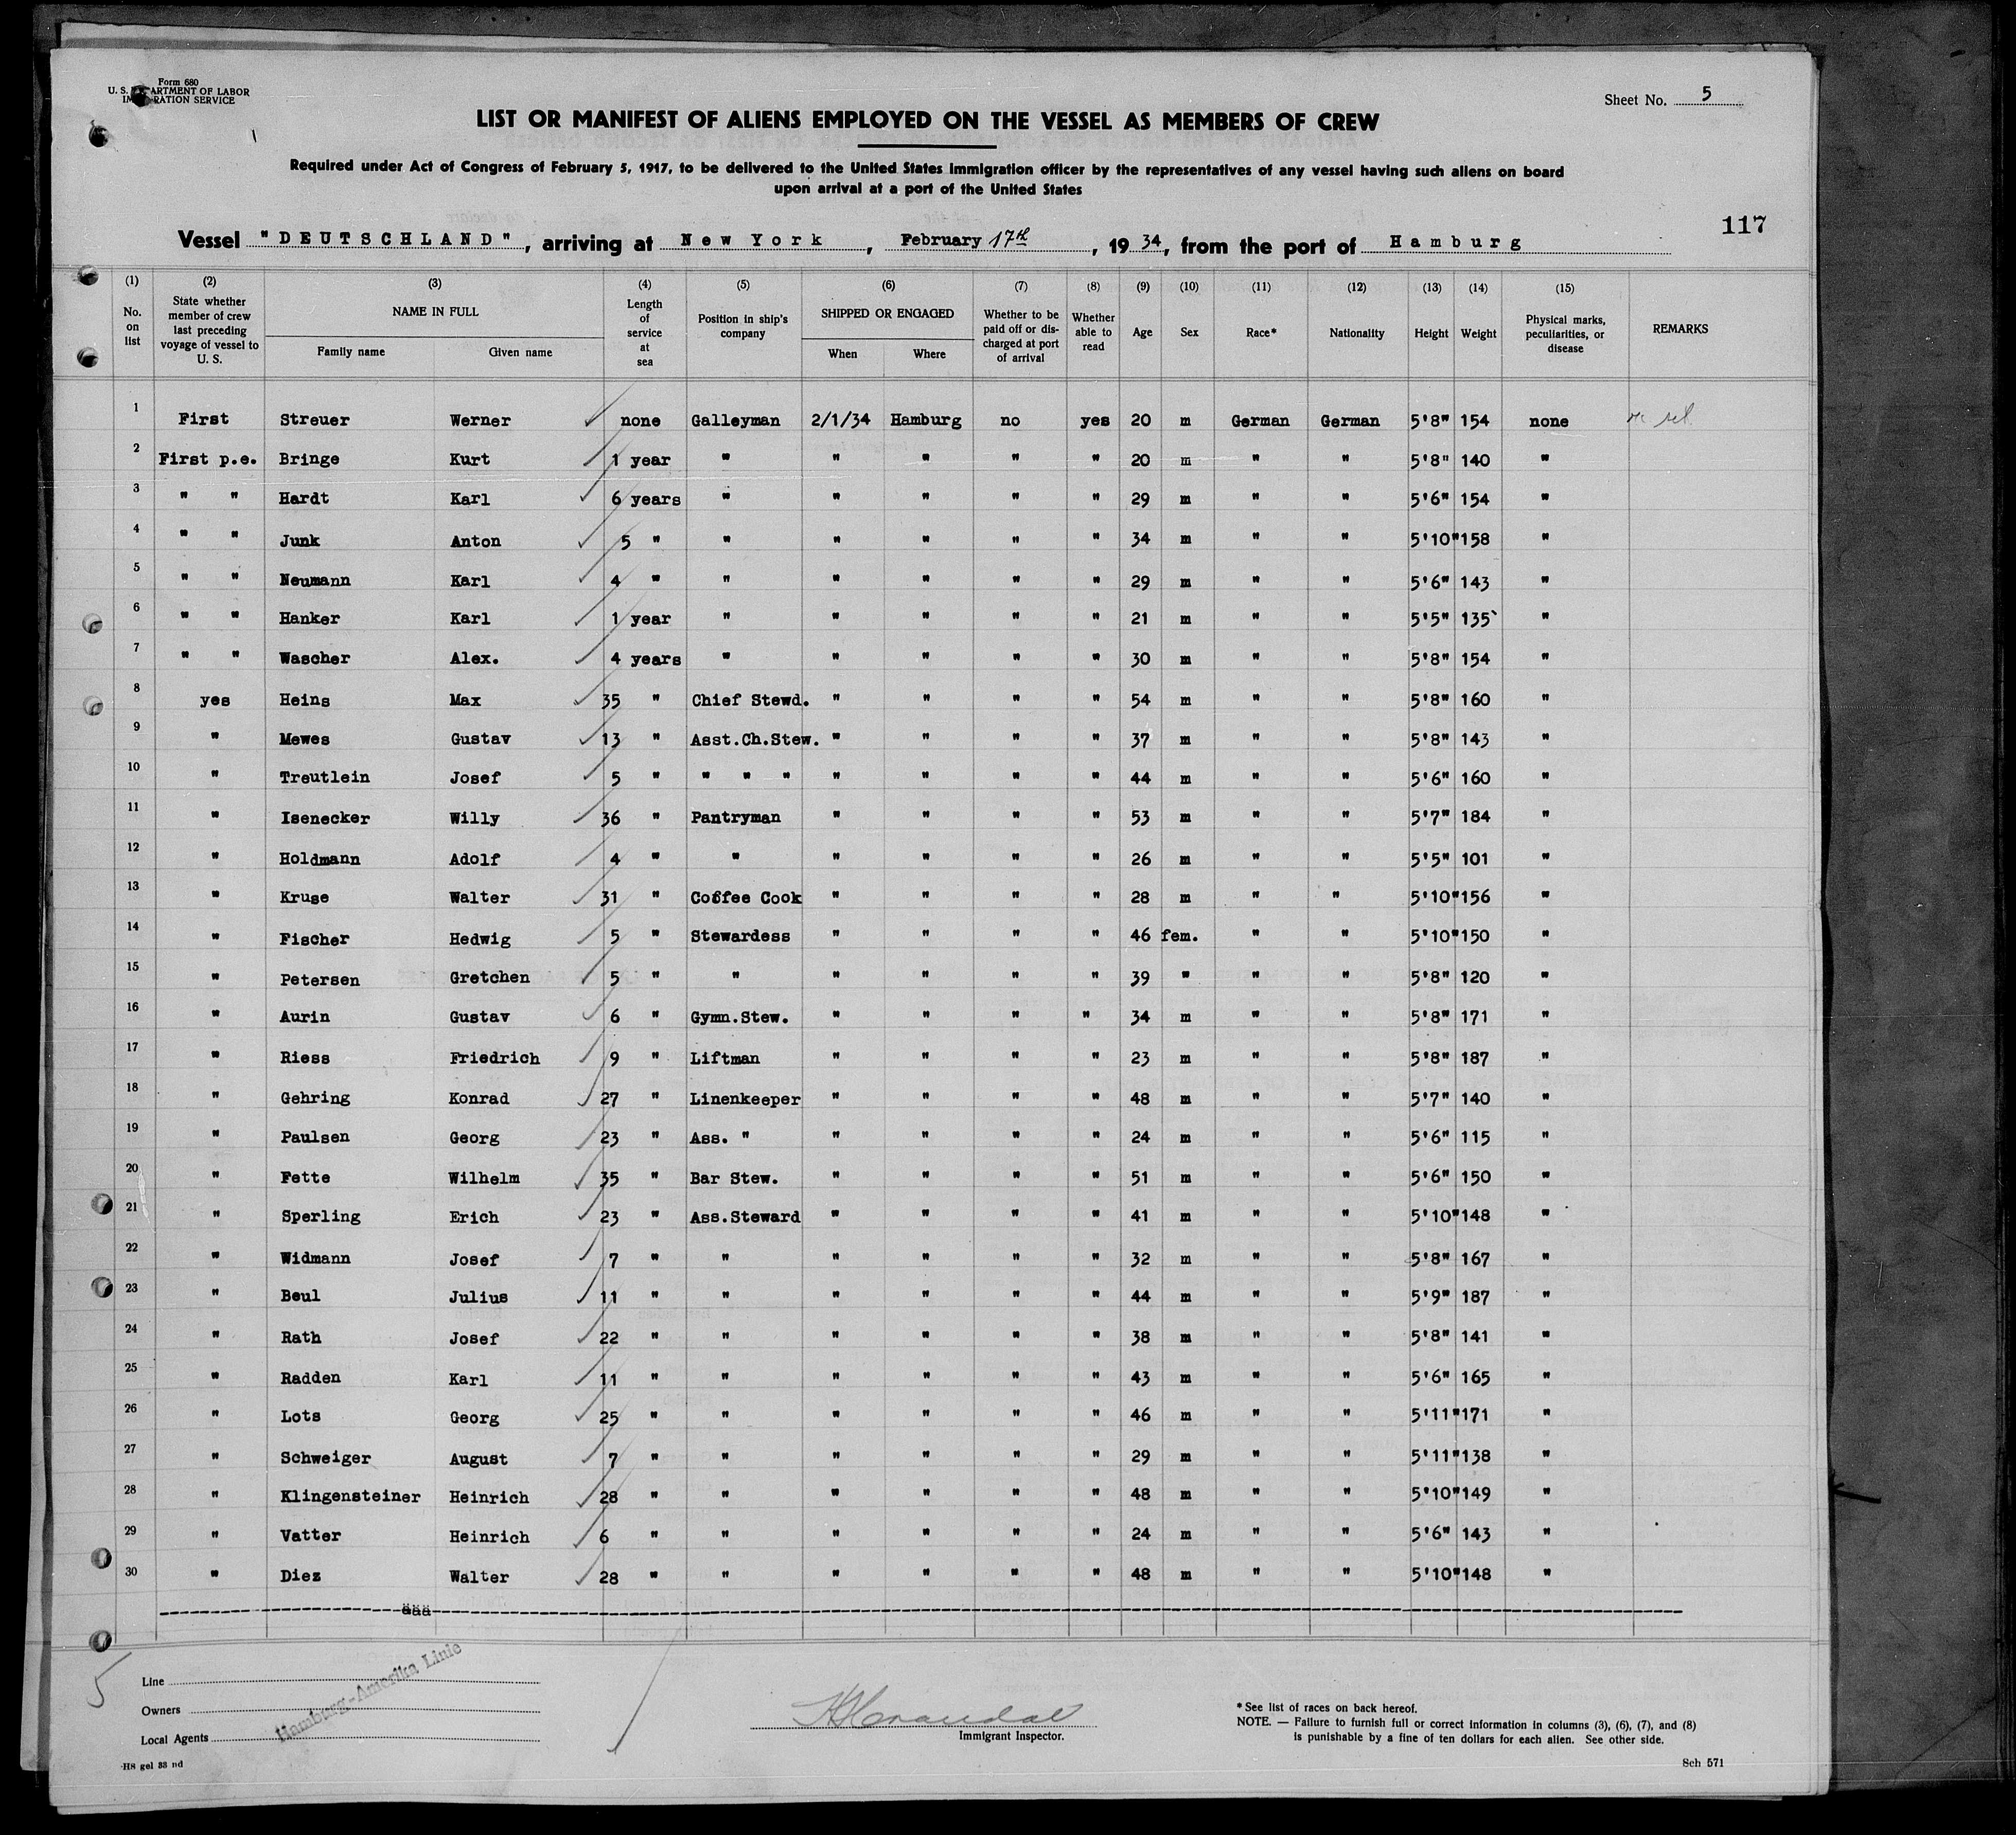 Form 680
U. S. DEPARTMENT OF LABOR
IMMIGRATION SERVICE
Sheet No. 5
LIST OR MANIFEST OF ALIENS EMPLOYED ON THE VESSEL AS MEMBERS OF CREW
Required under Act of Congress of February 5, 1917, to be delivered to the United States immigration officer by the representatives of any vessel having such aliens on board
upon arrival at a port of the United States
117
Vessel "DEUTSCHLAND", arriving at New York, February 17th, 1934, from the port of Hamburg
(1) (2) (3) (4) (5) (6) (7) (8) (9) (10) (11) (12) (13) (14) (15)
No. on list | State whether member of crew last preceding voyage of vessel to U. S. | NAME IN FULL | Family name | Given name | Length of service at sea | Position in ship's company | SHIPPED OR ENGAGED | When | Where | Whether to be paid off or discharged at port of arrival | Whether able to read | Age | Sex | Race* | Nationality | Height | Weight | Physical marks, peculiarities, or disease | REMARKS
1 First Streuer Werner none Galleyman 2/1/34 Hamburg no yes 20 m German German 5'8" 154 none
2 First p.e. Bringe Kurt 1 year " " " " " 20 m " " 5'8" 140 "
3 " " Hardt Karl 6 years " " " " " 29 m " " 5'6" 154 "
4 " " Junk Anton 5 " " " " " " 34 m " " 5'10" 158 "
5 " " Neumann Karl 4 " " " " " " 29 m " " 5'6" 143 "
6 " " Hanker Karl 1 year " " " " " 21 m " " 5'5" 135 "
7 " " Wascher Alex. 4 years " " " " " 30 m " " 5'8" 154 "
8 yes Heins Max 35 " Chief Stewd. " " " " 54 m " " 5'8" 160 "
9 " Mewes Gustav 13 " Asst.Ch.Stew. " " " " 37 m " " 5'8" 143 "
10 " Treutlein Josef 5 " " " " " " " " 44 m " " 5'6" 160 "
11 " Isenecker Willy 36 " Pantryman " " " " 53 m " " 5'7" 184 "
12 " Holdmann Adolf 4 " " " " " " 26 m " " 5'5" 101 "
13 " Kruse Walter 31 " Coffee Cook " " " " 28 m " " 5'10" 156 "
14 " Fischer Hedwig 5 " Stewardess " " " " 46 fem. " " 5'10" 150 "
15 " Petersen Gretchen 5 " " " " " " 39 " " " 5'8" 120 "
16 " Aurin Gustav 6 " Gymn.Stew. " " " " 34 m " " 5'8" 171 "
17 " Riess Friedrich 9 " Liftman " " " " 23 m " " 5'8" 187 "
18 " Gehring Konrad 27 " Linenkeeper " " " " 48 m " " 5'7" 140 "
19 " Paulsen Georg 23 " Ass. " " " " " 24 m " " 5'6" 115 "
20 " Fette Wilhelm 35 " Bar Stew. " " " " 51 m " " 5'6" 150 "
21 " Sperling Erich 23 " Ass.Steward " " " " 41 m " " 5'10" 148 "
22 " Widmann Josef 7 " " " " " " 32 m " " 5'8" 167 "
23 " Beul Julius 11 " " " " " " 44 m " " 5'9" 187 "
24 " Rath Josef 22 " " " " " " 38 m " " 5'8" 141 "
25 " Radden Karl 11 " " " " " " 43 m " " 5'6" 165 "
26 " Lots Georg 25 " " " " " " 46 m " " 5'11" 171 "
27 " Schweiger August 7 " " " " " " 29 m " " 5'11" 138 "
28 " Klingensteiner Heinrich 28 " " " " " " 48 m " " 5'10" 149 "
29 " Vatter Heinrich 6 " " " " " " 24 m " " 5'6" 143 "
30 " Diez Walter 28 " " " " " " 48 m " " 5'10" 148 "
äää
5
Line
Owners
Local Agents
Hamburg-Amerika Linie
Immigrant Inspector.
* See list of races on back hereof.
NOTE. — Failure to furnish full or correct information in columns (3), (6), (7), and (8)
is punishable by a fine of ten dollars for each alien. See other side.
H8 gel 33 nd
Sch 571